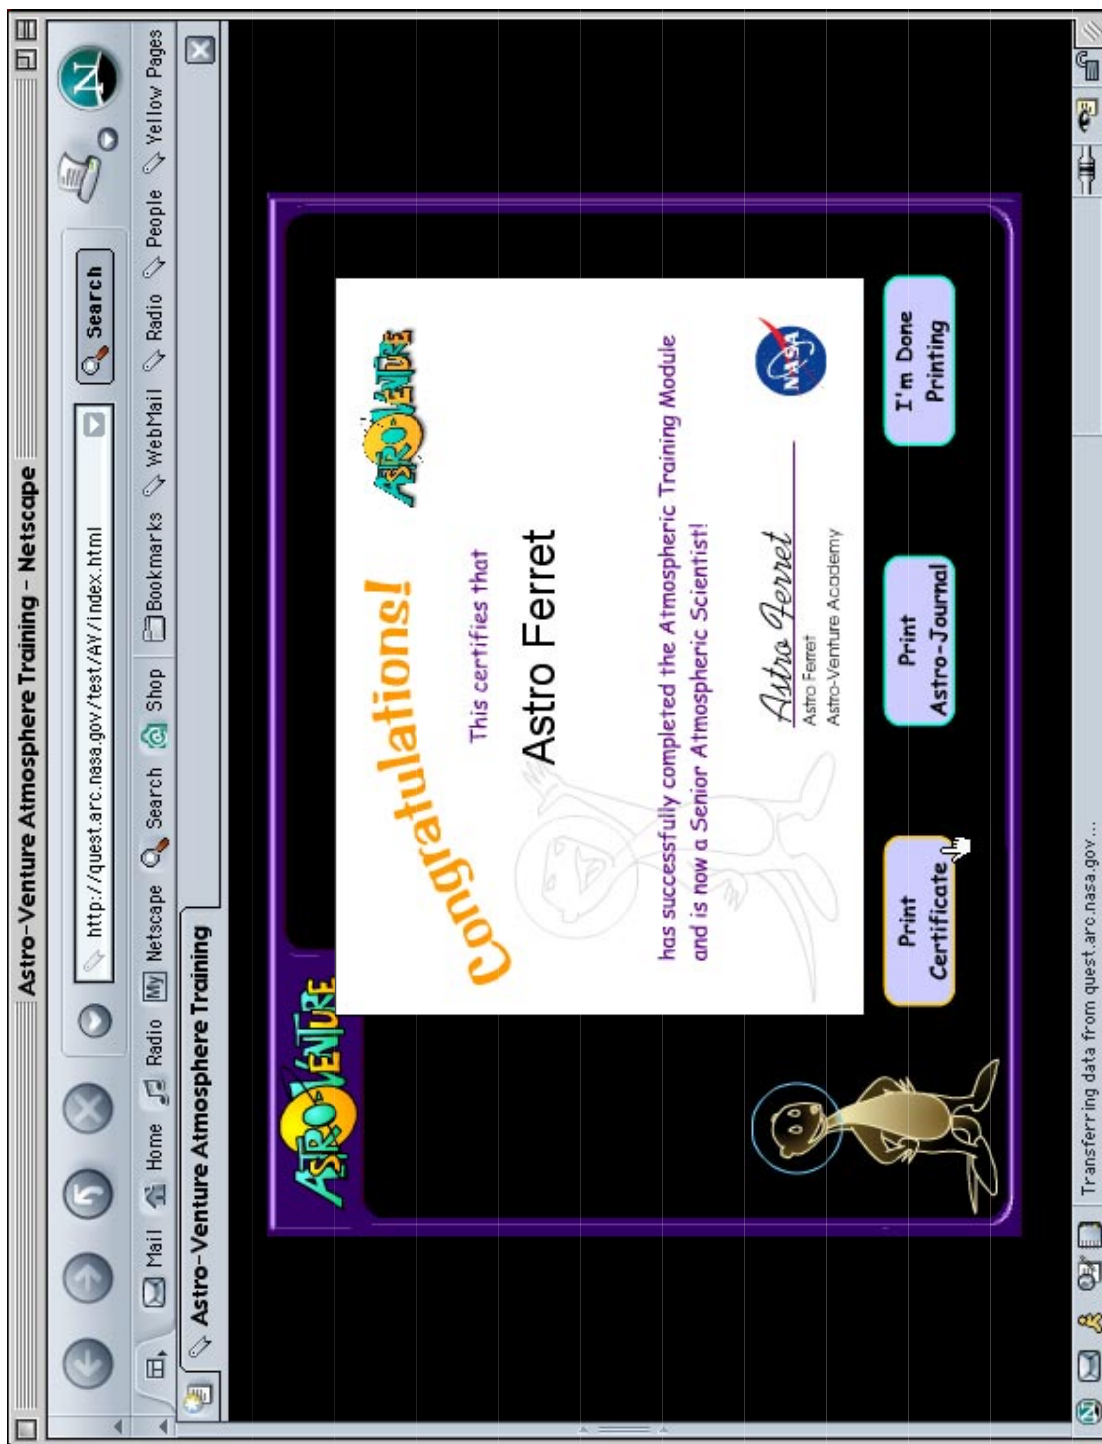 Astro-Venture Atmosphere Training - Netscape
http://quest.arc.nasa.gov/test/AV/index.html
Search
N
Mail Home Radio My Netscape Search Shop Bookmarks WebMail Radio People Yellow Pages
Astro-Venture Atmosphere Training
ASTRO-VENTURE
Congratulations!
ASTRO-VENTURE
This certifies that
Astro Ferret
has successfully completed the Atmospheric Training Module
and is now a Senior Atmospheric Scientist!
Astro Ferret
Astro Ferret
Astro-Venture Academy
NASA
Print
Certificate
Print
Astro-Journal
I'm Done
Printing
N
Transferring data from quest.arc.nasa.gov...